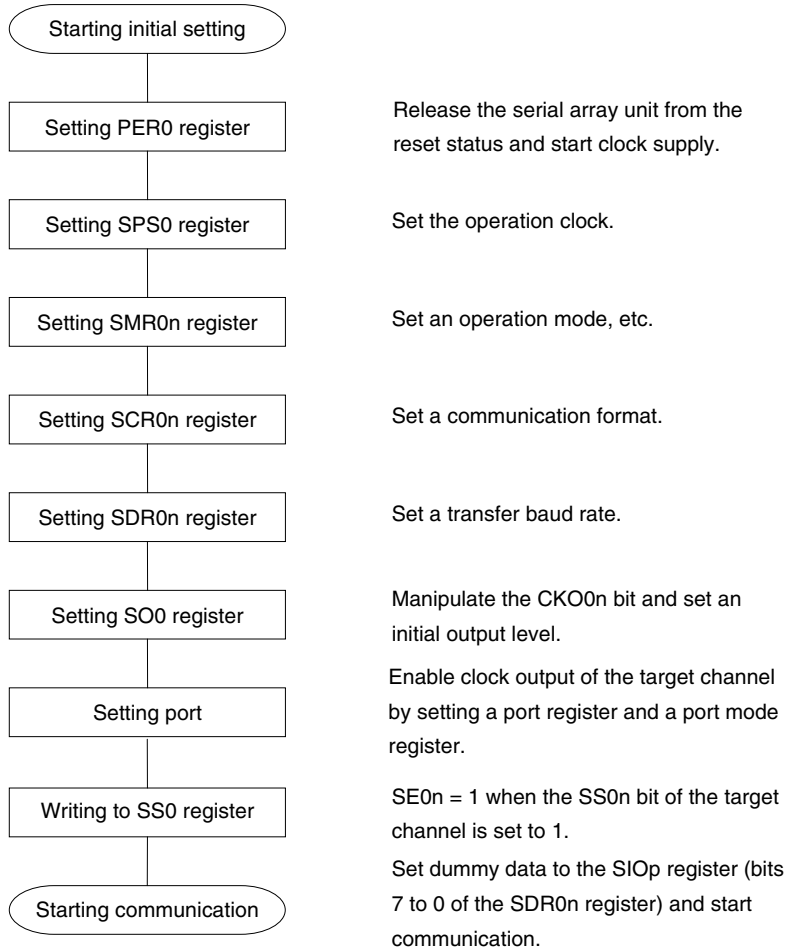 Starting initial setting
Setting PER0 register
Release the serial array unit from the
reset status and start clock supply.
Setting SPS0 register
Set the operation clock.
Setting SMR0n register
Set an operation mode, etc.
Setting SCR0n register
Set a communication format.
Setting SDR0n register
Set a transfer baud rate.
Setting SO0 register
Manipulate the CKO0n bit and set an
initial output level.
Setting port
Enable clock output of the target channel
by setting a port register and a port mode
register.
Writing to SS0 register
SE0n = 1 when the SS0n bit of the target
channel is set to 1.
Starting communication
Set dummy data to the SIOp register (bits
7 to 0 of the SDR0n register) and start
communication.